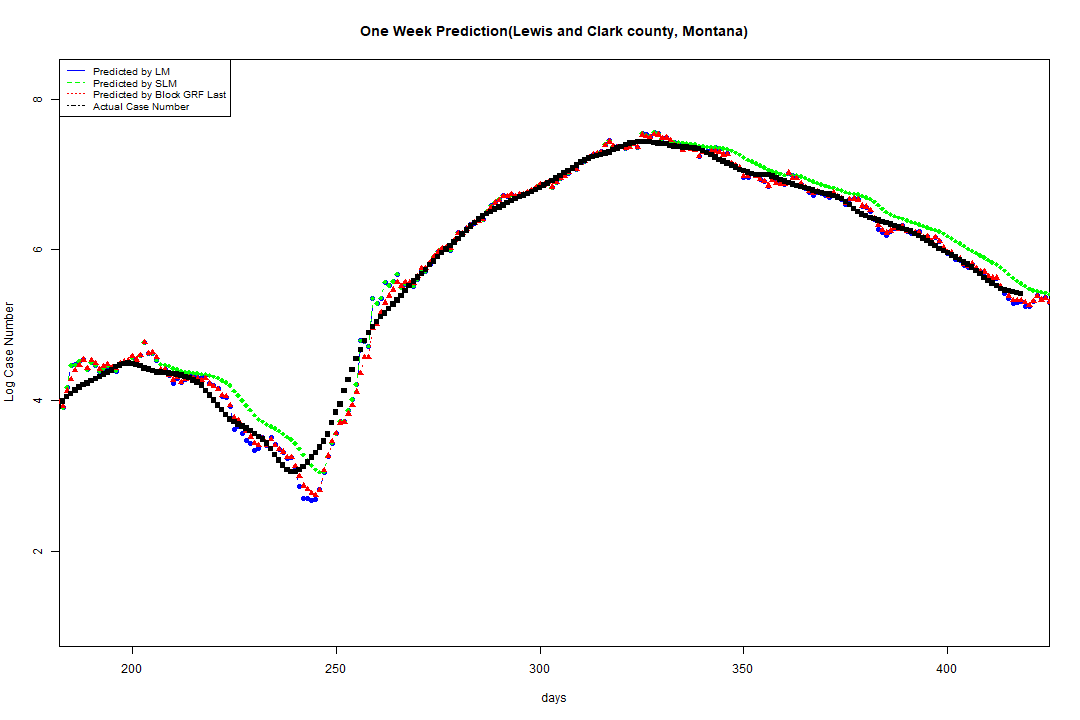 One Week Prediction(Lewis and Clark county, Montana)
Predicted by LM
Predicted by SLM
Predicted by Block GRF Last
Actual Case Number
8
6
4
2
Log Case Number
200 250 300 350 400
days